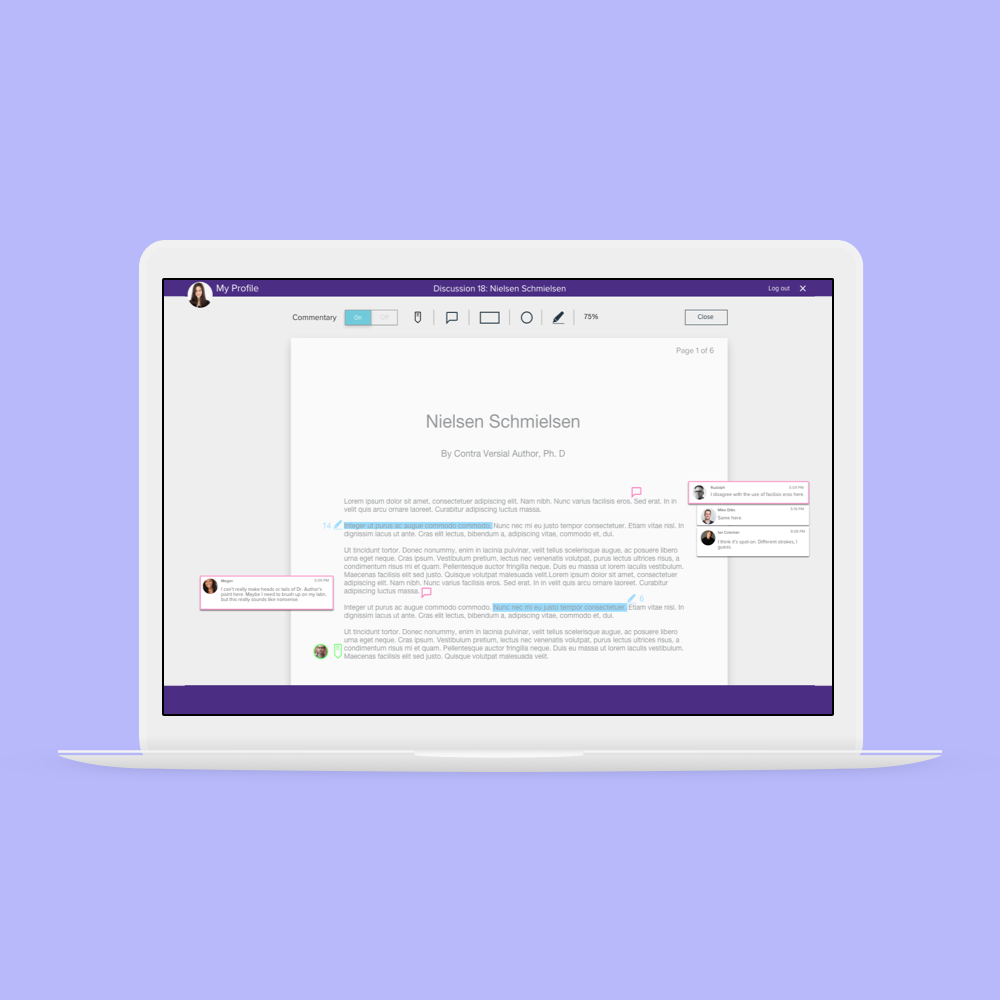 My Profile
Discussion 18: Nielsen Schmielsen
Log out
Commentary
On
Off
75%
Close
Page 1 of 6
Nielsen Schmielsen
By Contra Versial Author, Ph. D
Lorem ipsum dolor sit amet, consectetuer adipiscing elit. Nam nibh. Nunc varius facilisis eros. Sed erat. In in
velit quis arcu ornare laoreet. Curabitur adipiscing luctus massa.
14
Integer ut purus ac augue commodo commodo. Nunc nec mi eu justo tempor consectetuer. Etiam vitae nisl. In
dignissim lacus ut ante. Cras elit lectus, bibendum a, adipiscing vitae, commodo et, dui.
Ut tincidunt tortor. Donec nonummy, enim in lacinia pulvinar, velit tellus scelerisque augue, ac posuere libero
urna eget neque. Cras ipsum. Vestibulum pretium, lectus nec venenatis volutpat, purus lectus ultrices risus, a
condimentum risus mi et quam. Pellentesque auctor fringilla neque. Duis eu massa ut lorem iaculis vestibulum.
Maecenas facilisis elit sed justo. Quisque volutpat malesuada velit.Lorem ipsum dolor sit amet, consectetuer
adipiscing elit. Nam nibh. Nunc varius facilisis eros. Sed erat. In in velit quis arcu ornare laoreet. Curabitur
adipiscing luctus massa.
6
Integer ut purus ac augue commodo commodo. Nunc nec mi eu justo tempor consectetuer. Etiam vitae nisl. In
dignissim lacus ut ante. Cras elit lectus, bibendum a, adipiscing vitae, commodo et, dui.
Ut tincidunt tortor. Donec nonummy, enim in lacinia pulvinar, velit tellus scelerisque augue, ac posuere libero
urna eget neque. Cras ipsum. Vestibulum pretium, lectus nec venenatis volutpat, purus lectus ultrices risus, a
condimentum risus mi et quam. Pellentesque auctor fringilla neque. Duis eu massa ut lorem iaculis vestibulum.
Maecenas facilisis elit sed justo. Quisque volutpat malesuada velit.
Rudolph
I disagree with the use of facilisis eros here.
Same here
Ian Coleman
I think it's spot-on. Different strokes, I
guess
Megan
I can't really make heads or tails of Dr. Author's
point here. Maybe I need to brush up on my latin,
but this really sounds like nonsense.